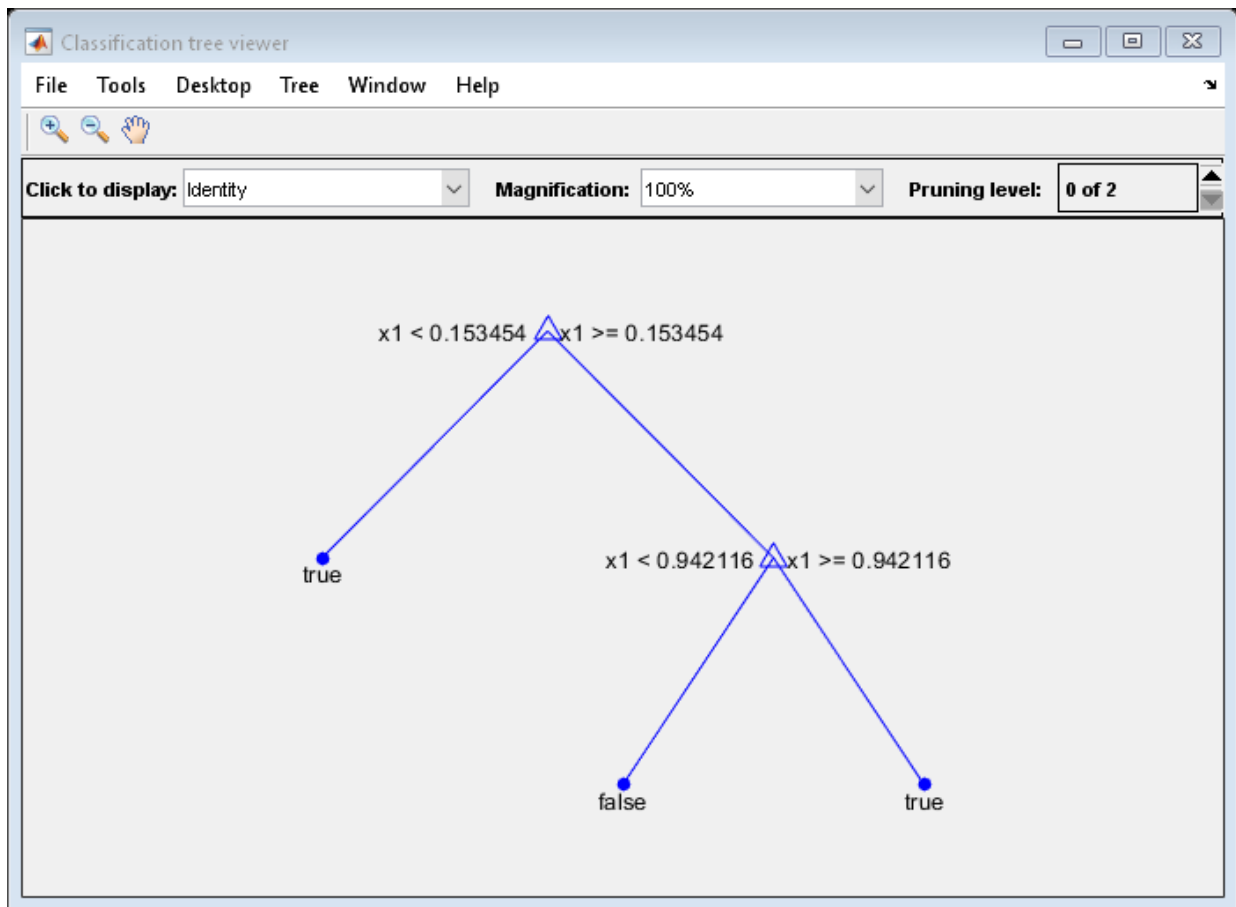 Classification tree viewer
File Tools Desktop Tree Window Help
Click to display: Identity Magnification: 100% Pruning level: 0 of 2
x1 < 0.153454 x1 >= 0.153454
x1 < 0.942116 x1 >= 0.942116
true
false true